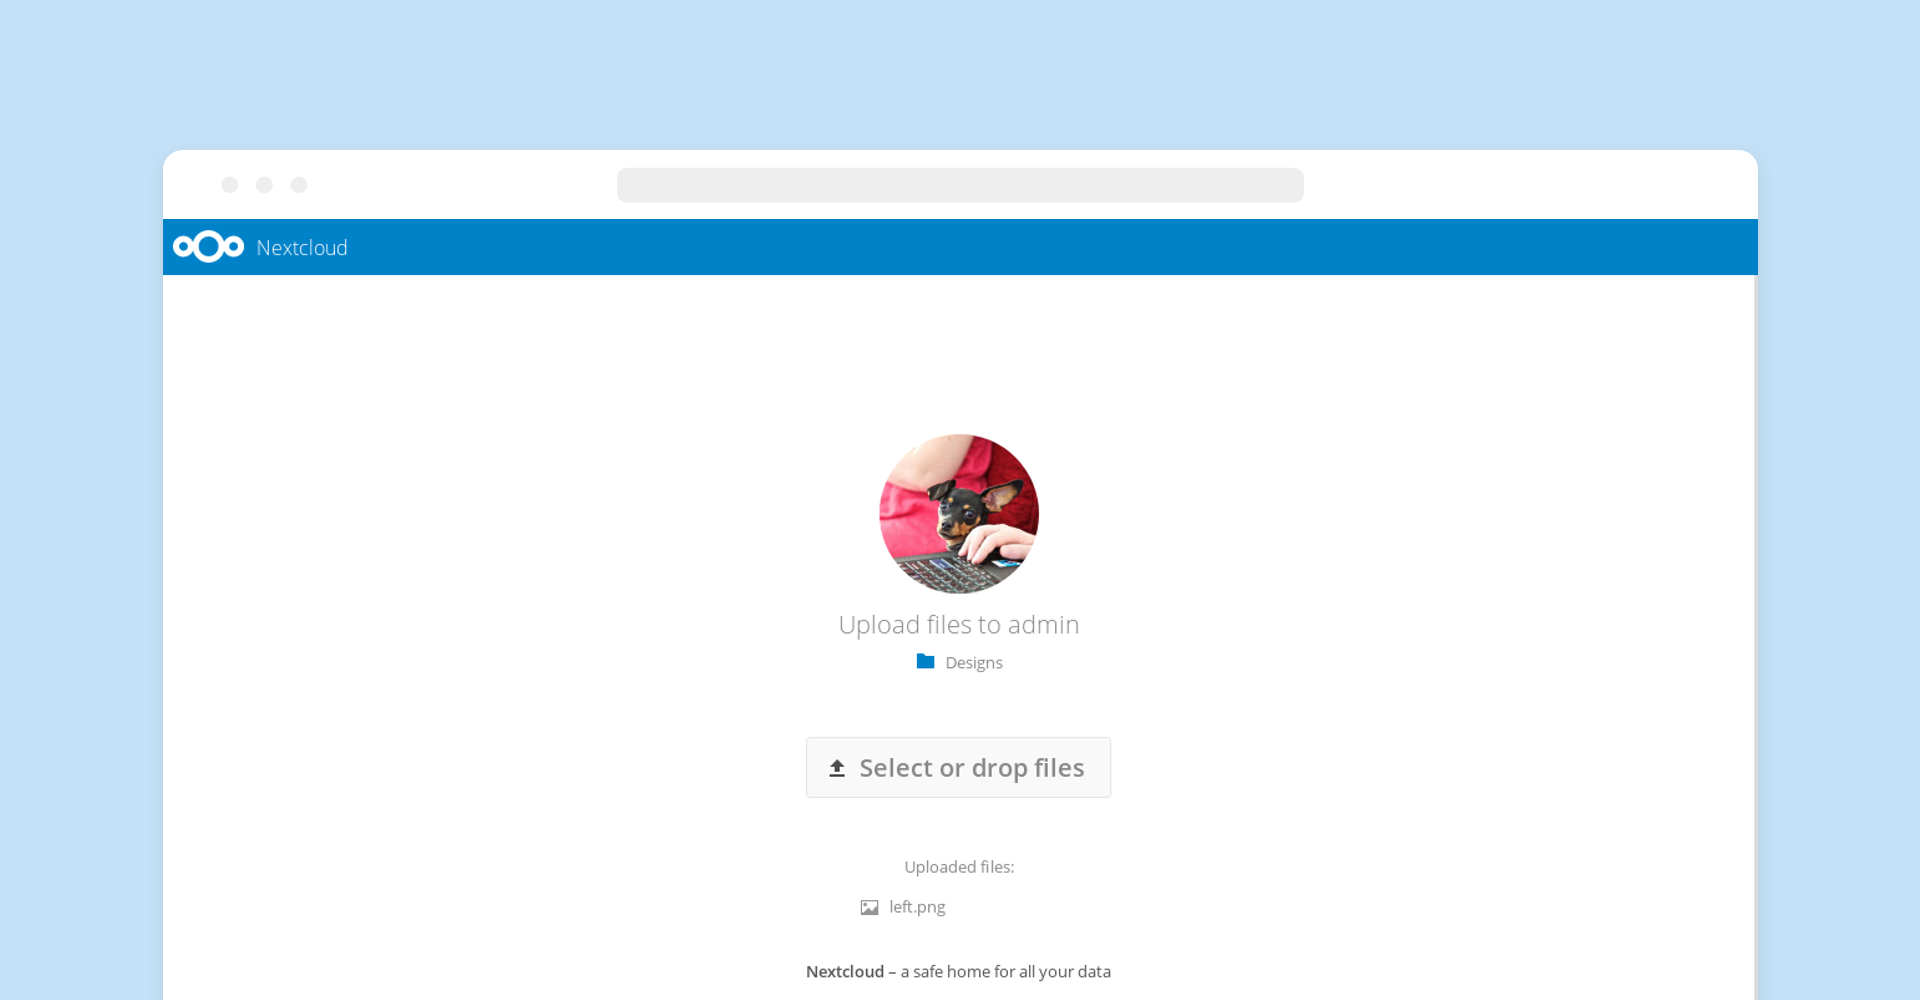 Nextcloud
Upload files to admin
Designs
Select or drop files
Uploaded files:
left.png
Nextcloud – a safe home for all your data